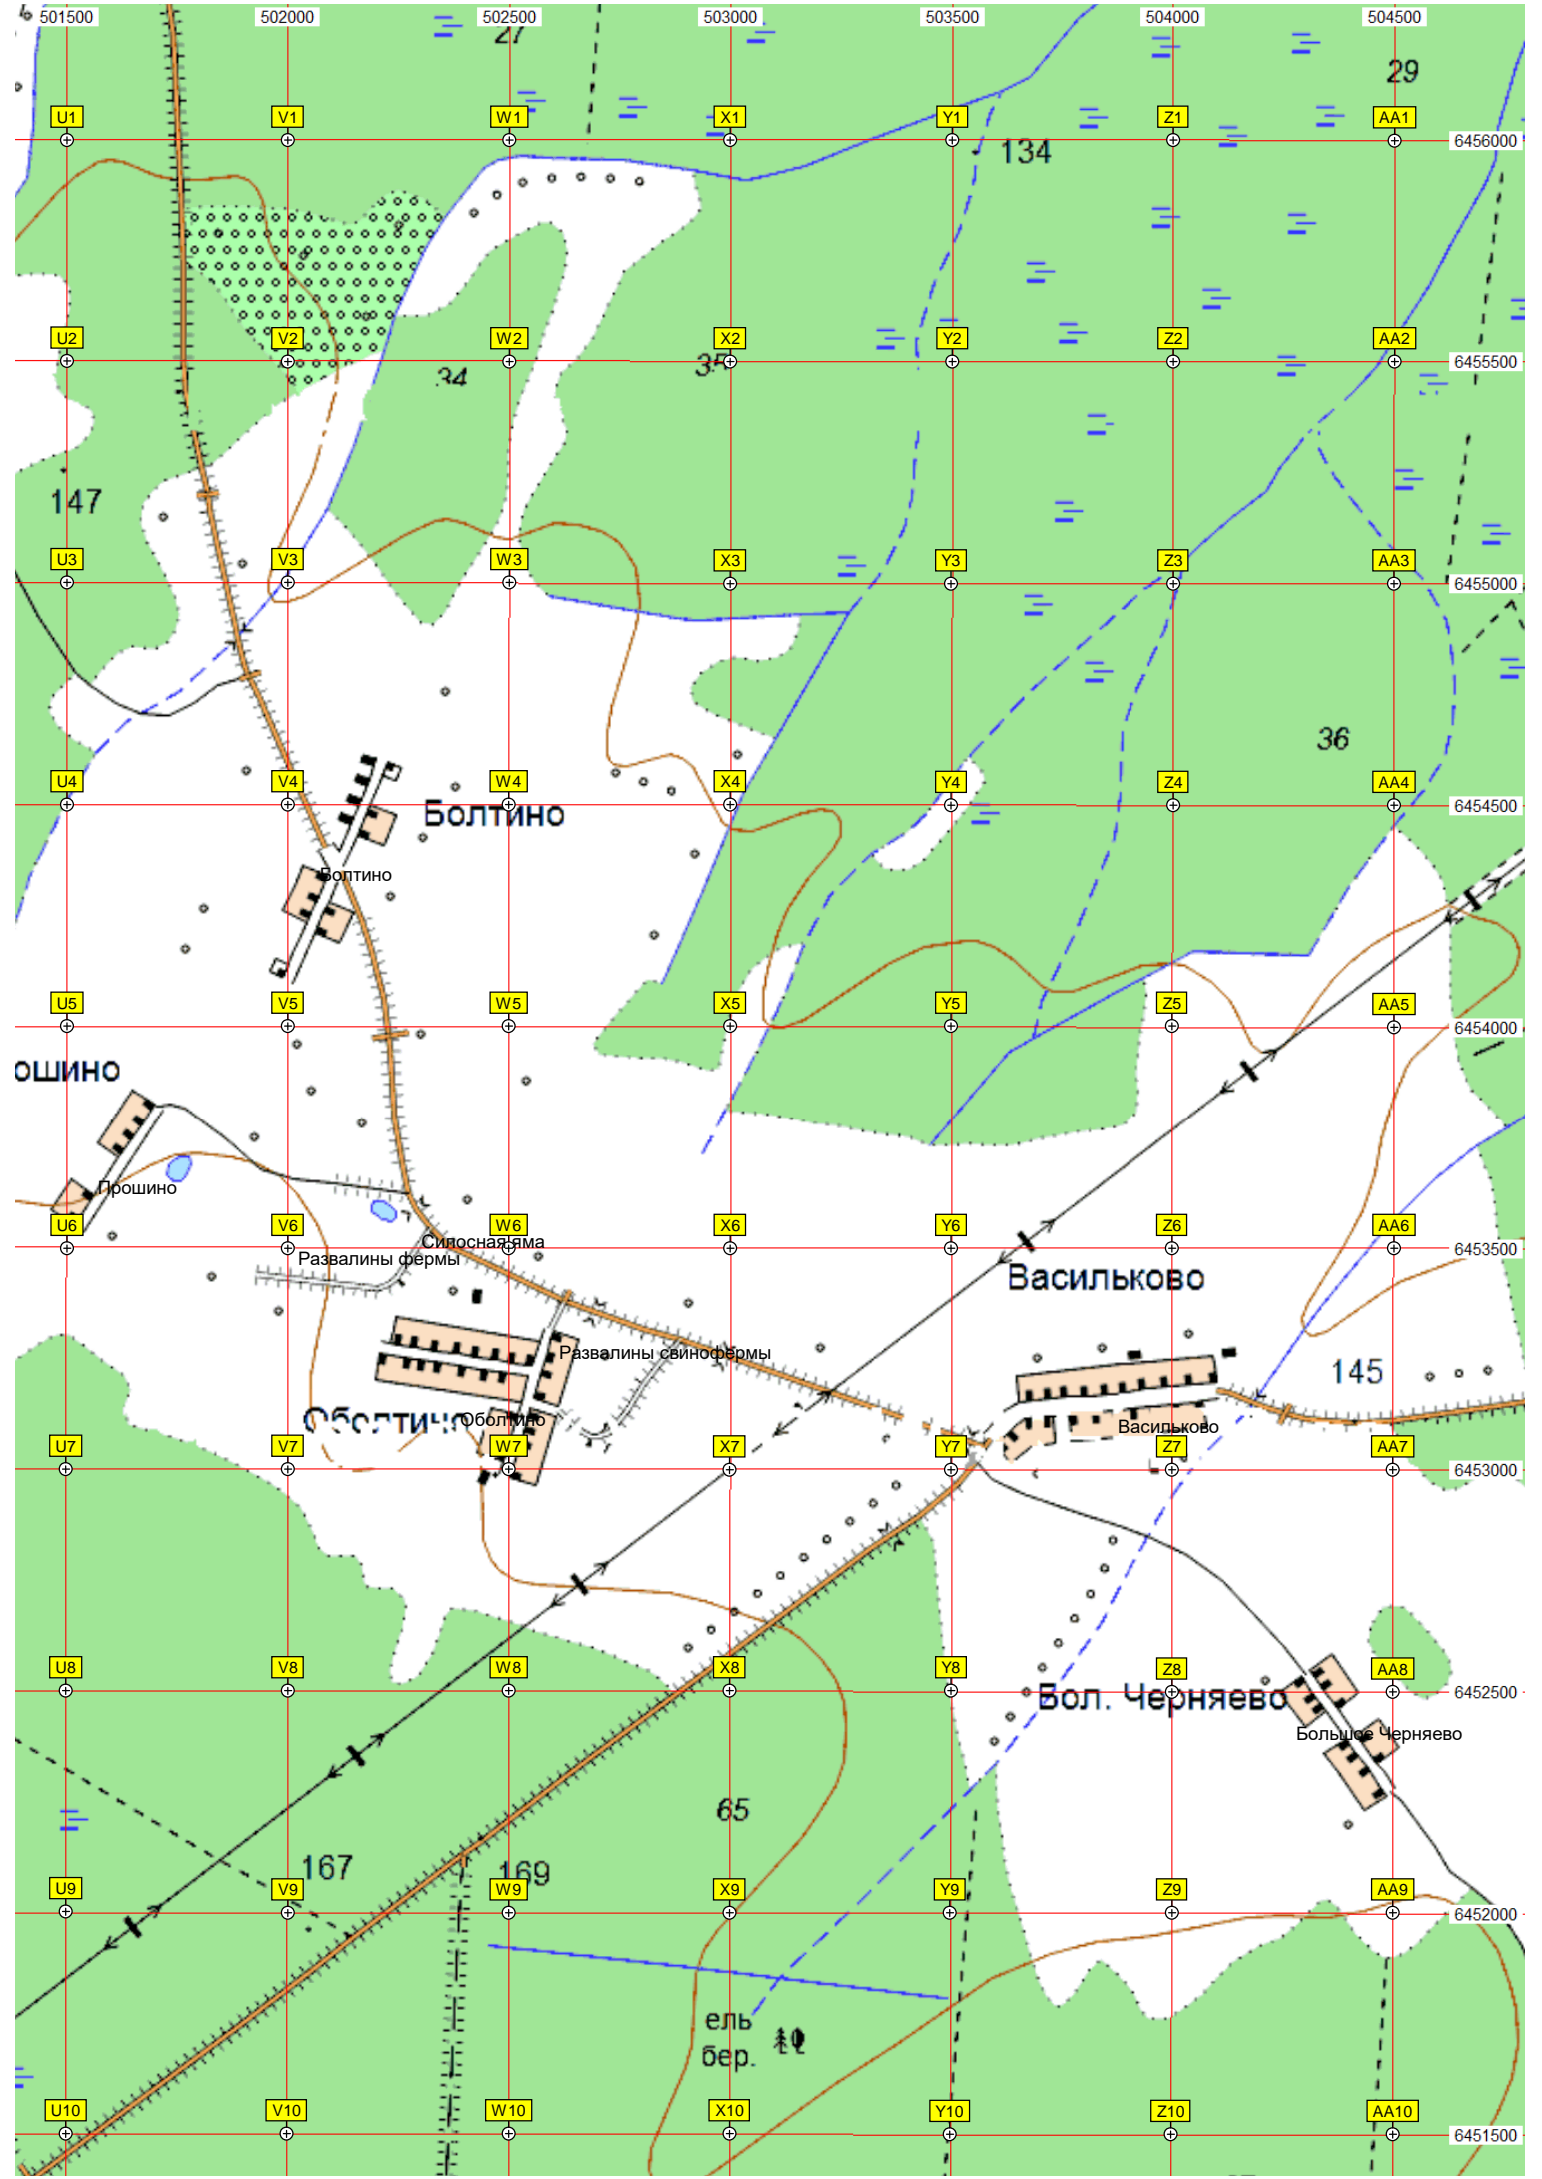 501500 502000 502500 503000 503500 504000 504500
27
29
U1 V1 W1 X1 Y1 Z1 AA1
6456000
134
U2 V2 W2 X2 Y2 Z2 AA2
6455500
34
35
147
U3 V3 W3 X3 Y3 Z3 AA3
6455000
36
U4 V4 W4 X4 Y4 Z4 AA4
6454500
Болтино
Болтино
U5 V5 W5 X5 Y5 Z5 AA5
6454000
ошино
Прошино
U6 V6 W6 X6 Y6 Z6 AA6
6453500
Силосная яма
Развалины фермы
Васильково
Развалины свинофермы
145
Оболтино
Оболтино
Васильково
U7 V7 W7 X7 Y7 Z7 AA7
6453000
U8 V8 W8 X8 Y8 Z8 AA8
6452500
Бол. Черняево
Большое Черняево
65
167
169
U9 V9 W9 X9 Y9 Z9 AA9
6452000
ель
бер.
U10 V10 W10 X10 Y10 Z10 AA10
6451500